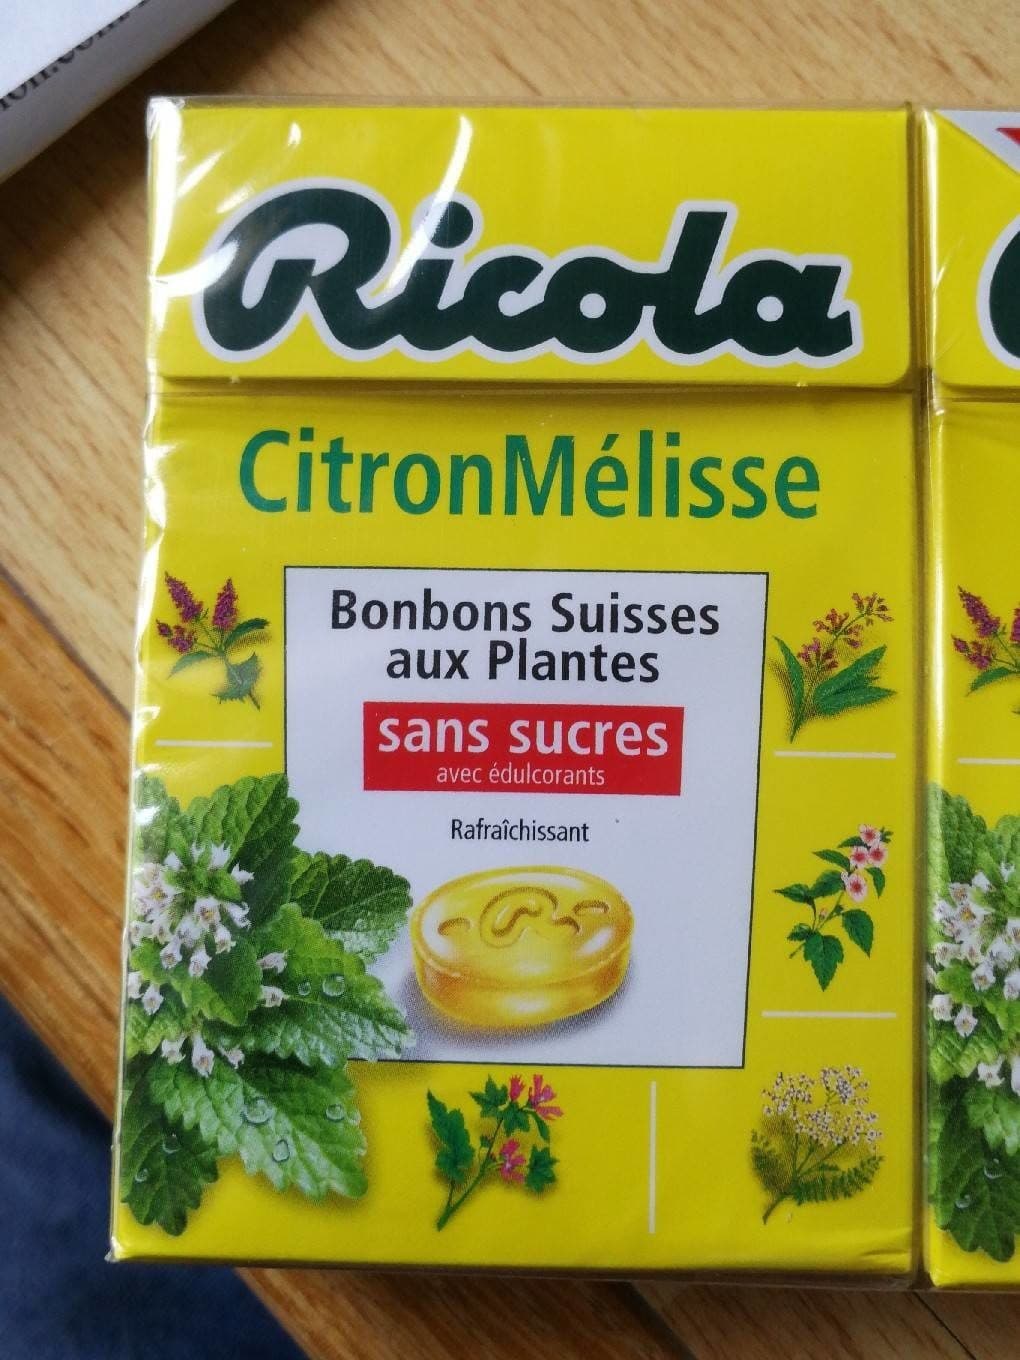 Ricola
CitronMélisse
Bonbons Suisses
aux Plantes
sans sucres
avec édulcorants
Rafraîchissant